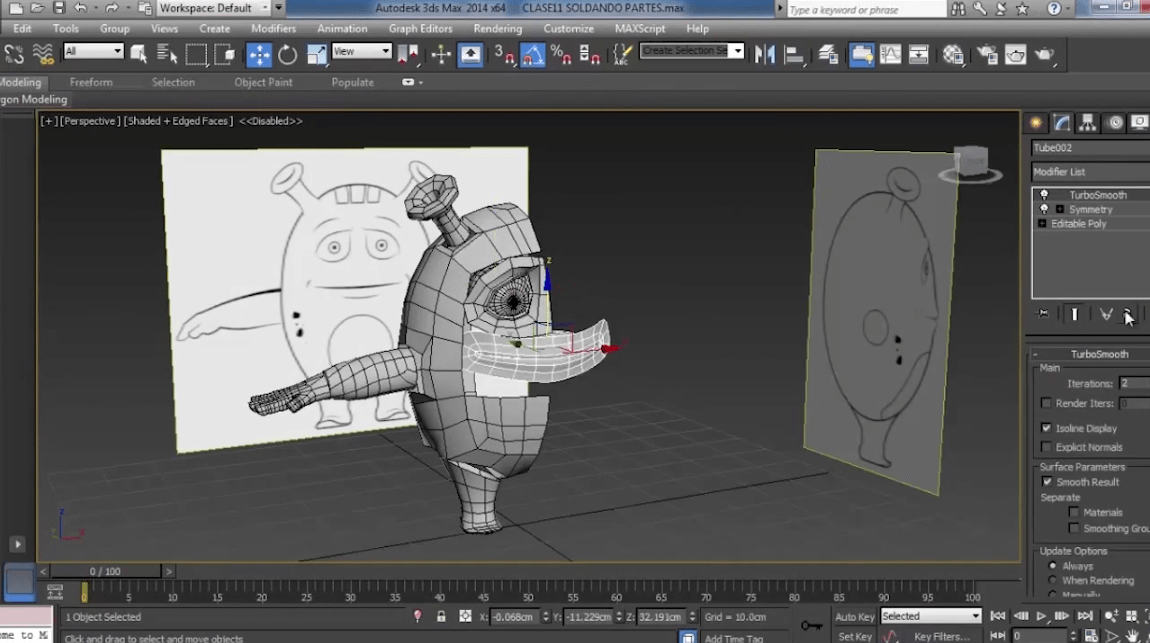 Workspace: Default
Autodesk 3ds Max 2014 x64 CLASE11 SOLDANDO PARTES.max
Type a keyword or phrase
Edit Tools Group Views Create Modifiers Animation Graph Editors Rendering Customize MAXScript Help
All View 3 % Create Selection Se
Modeling Freeform Selection Object Paint Populate
gon Modeling
[+] [Perspective] [Shaded + Edged Faces] <<Disabled>>
Tube002
Modifier List
TurboSmooth
Symmetry
Editable Poly
z
TurboSmooth
Main
Iterations: 2
Render Iters: 0
Isoline Display
Explicit Normals
Surface Parameters
Smooth Result
Separate
Materials
Smoothing Grou
Update Options
Always
When Rendering
Manually
z
x
< 0 / 100 >
0 5 10 15 20 25 30 35 40 45 50 55 60 65 70 75 80 85 90 95 100
1 Object Selected X: -0.068cm Y: -11.229cm Z: 32.191cm Grid = 10.0cm Auto Key Selected
ome to M Click and drag to select and move objects Add Time Tag Set Key Key Filters... 0